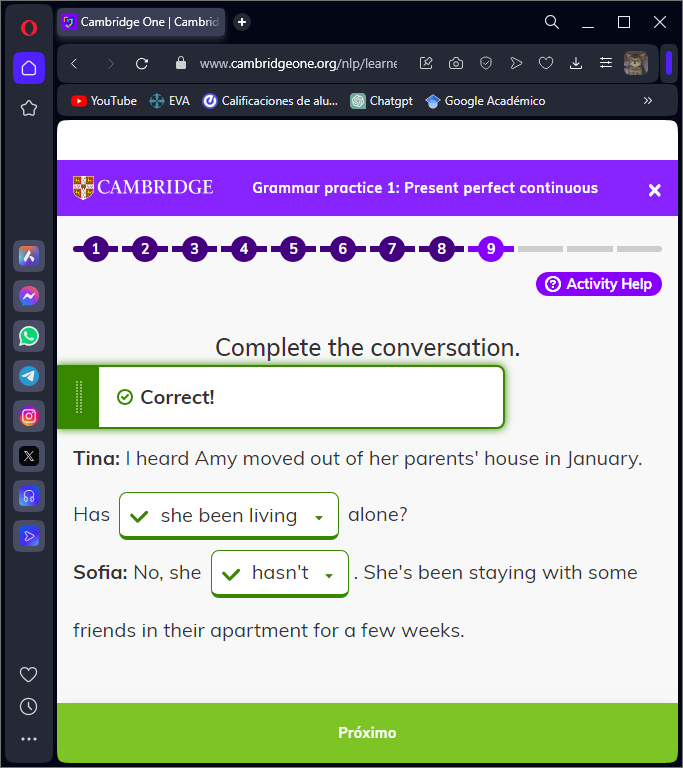 Cambridge One | Cambrid
www.cambridgeone.org/nlp/learne
YouTube EVA Calificaciones de alu... Chatgpt Google Académico »
CAMBRIDGE Grammar practice 1: Present perfect continuous
1 2 3 4 5 6 7 8 9
Activity Help
Complete the conversation.
Correct!
Tina: I heard Amy moved out of her parents' house in January.
Has she been living alone?
Sofia: No, she hasn't . She's been staying with some
friends in their apartment for a few weeks.
Próximo